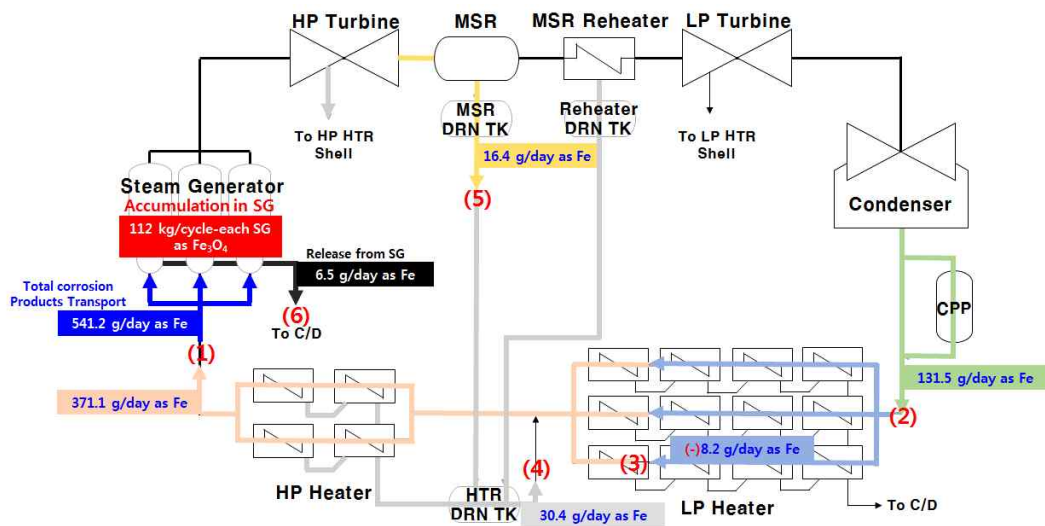 HP Turbine
MSR
MSR Reheater
LP Turbine
MSR
DRN TK
Reheater
DRN TK
To HP HTR
Shell
To LP HTR
Shell
16.4 g/day as Fe
(5)
Steam Generator
Accumulation in SG
112 kg/cycle-each SG
as Fe₃O₄
Condenser
Release from SG
6.5 g/day as Fe
Total corrosion
Products Transport
541.2 g/day as Fe
(6)
To C/D
CPP
(1)
371.1 g/day as Fe
131.5 g/day as Fe
(2)
(-)8.2 g/day as Fe
(3)
(4)
HP Heater
HTR
DRN TK
30.4 g/day as Fe
LP Heater
To C/D